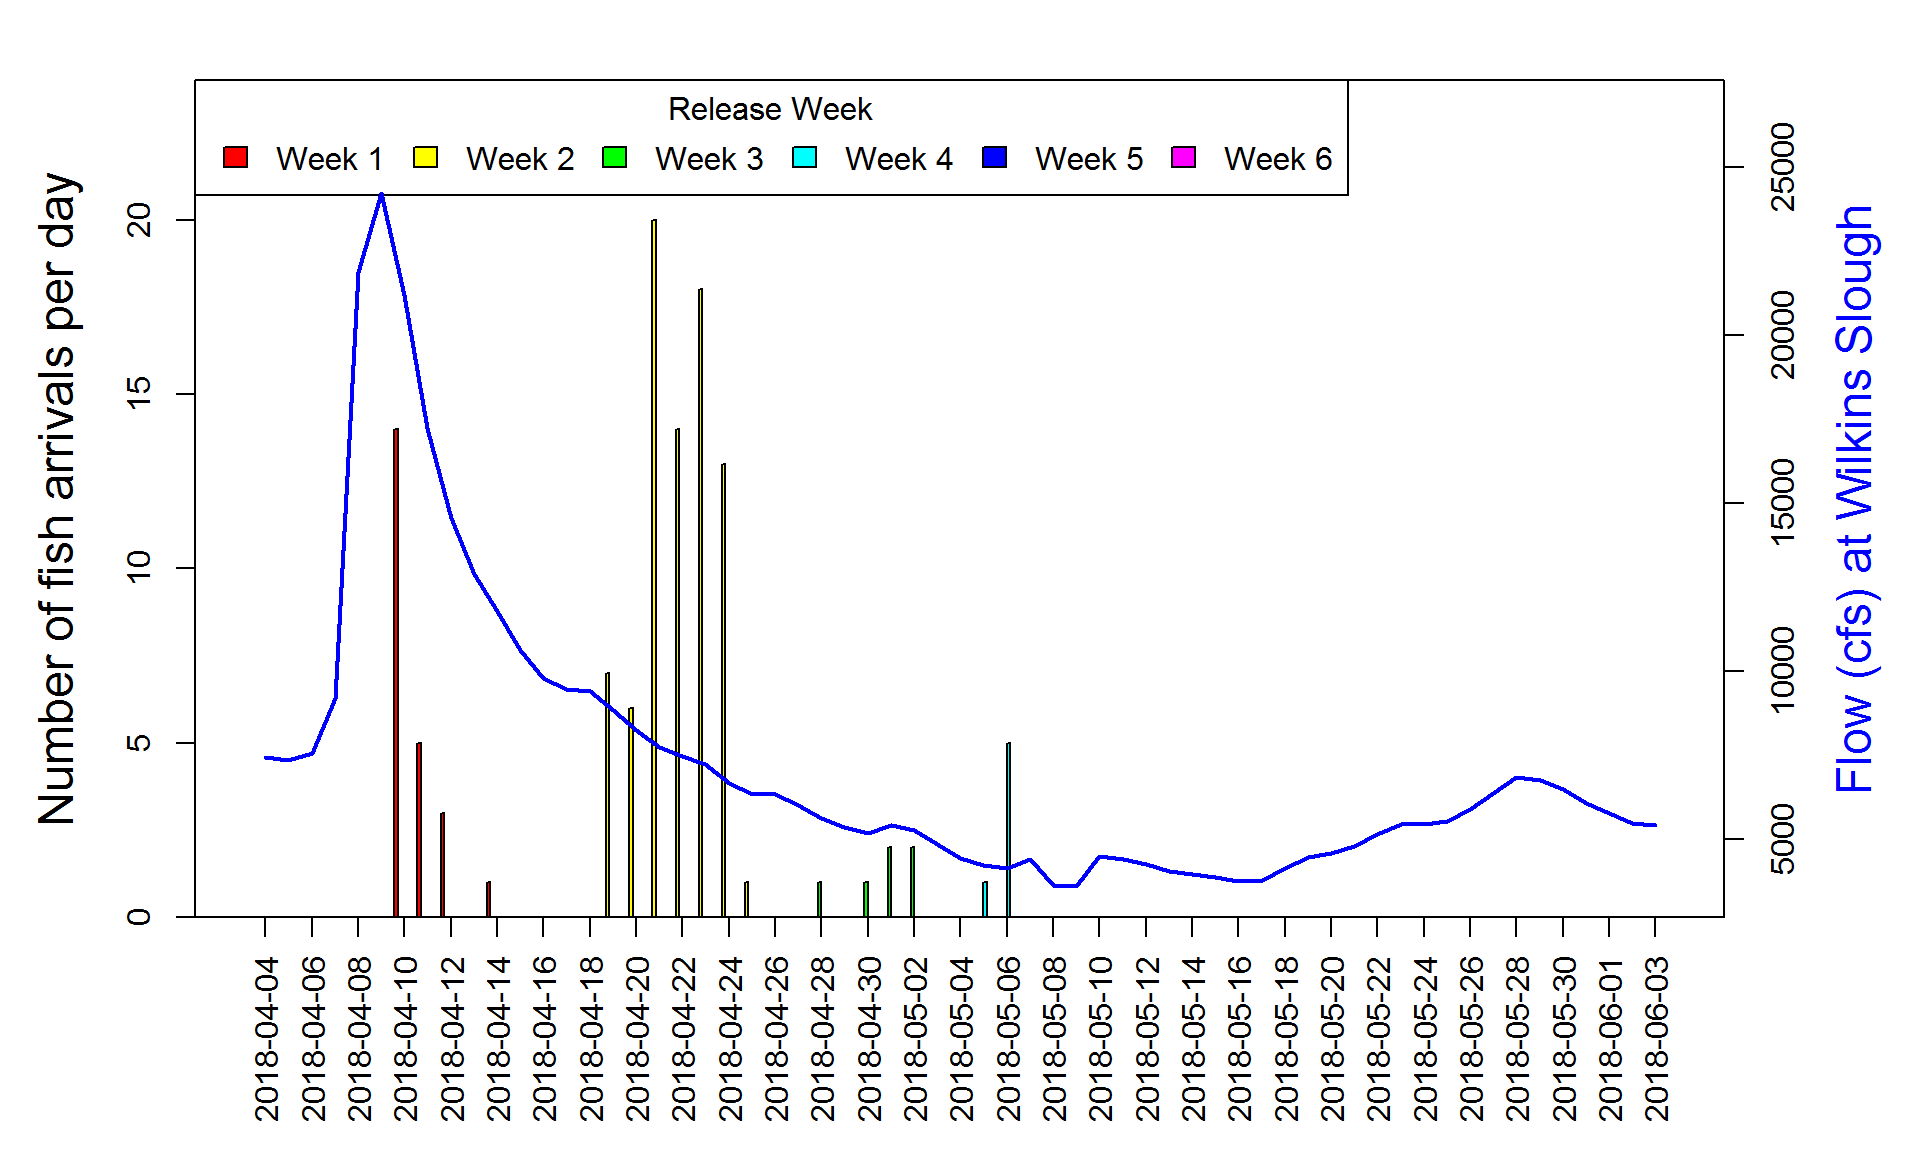 Release Week
Week 1 Week 2 Week 3 Week 4 Week 5 Week 6
Number of fish arrivals per day
0 5 10 15 20
5000 10000 15000 20000 25000
Flow (cfs) at Wilkins Slough
2018-04-04 2018-04-06 2018-04-08 2018-04-10 2018-04-12 2018-04-14 2018-04-16 2018-04-18 2018-04-20 2018-04-22 2018-04-24 2018-04-26 2018-04-28 2018-04-30 2018-05-02 2018-05-04 2018-05-06 2018-05-08 2018-05-10 2018-05-12 2018-05-14 2018-05-16 2018-05-18 2018-05-20 2018-05-22 2018-05-24 2018-05-26 2018-05-28 2018-05-30 2018-06-01 2018-06-03